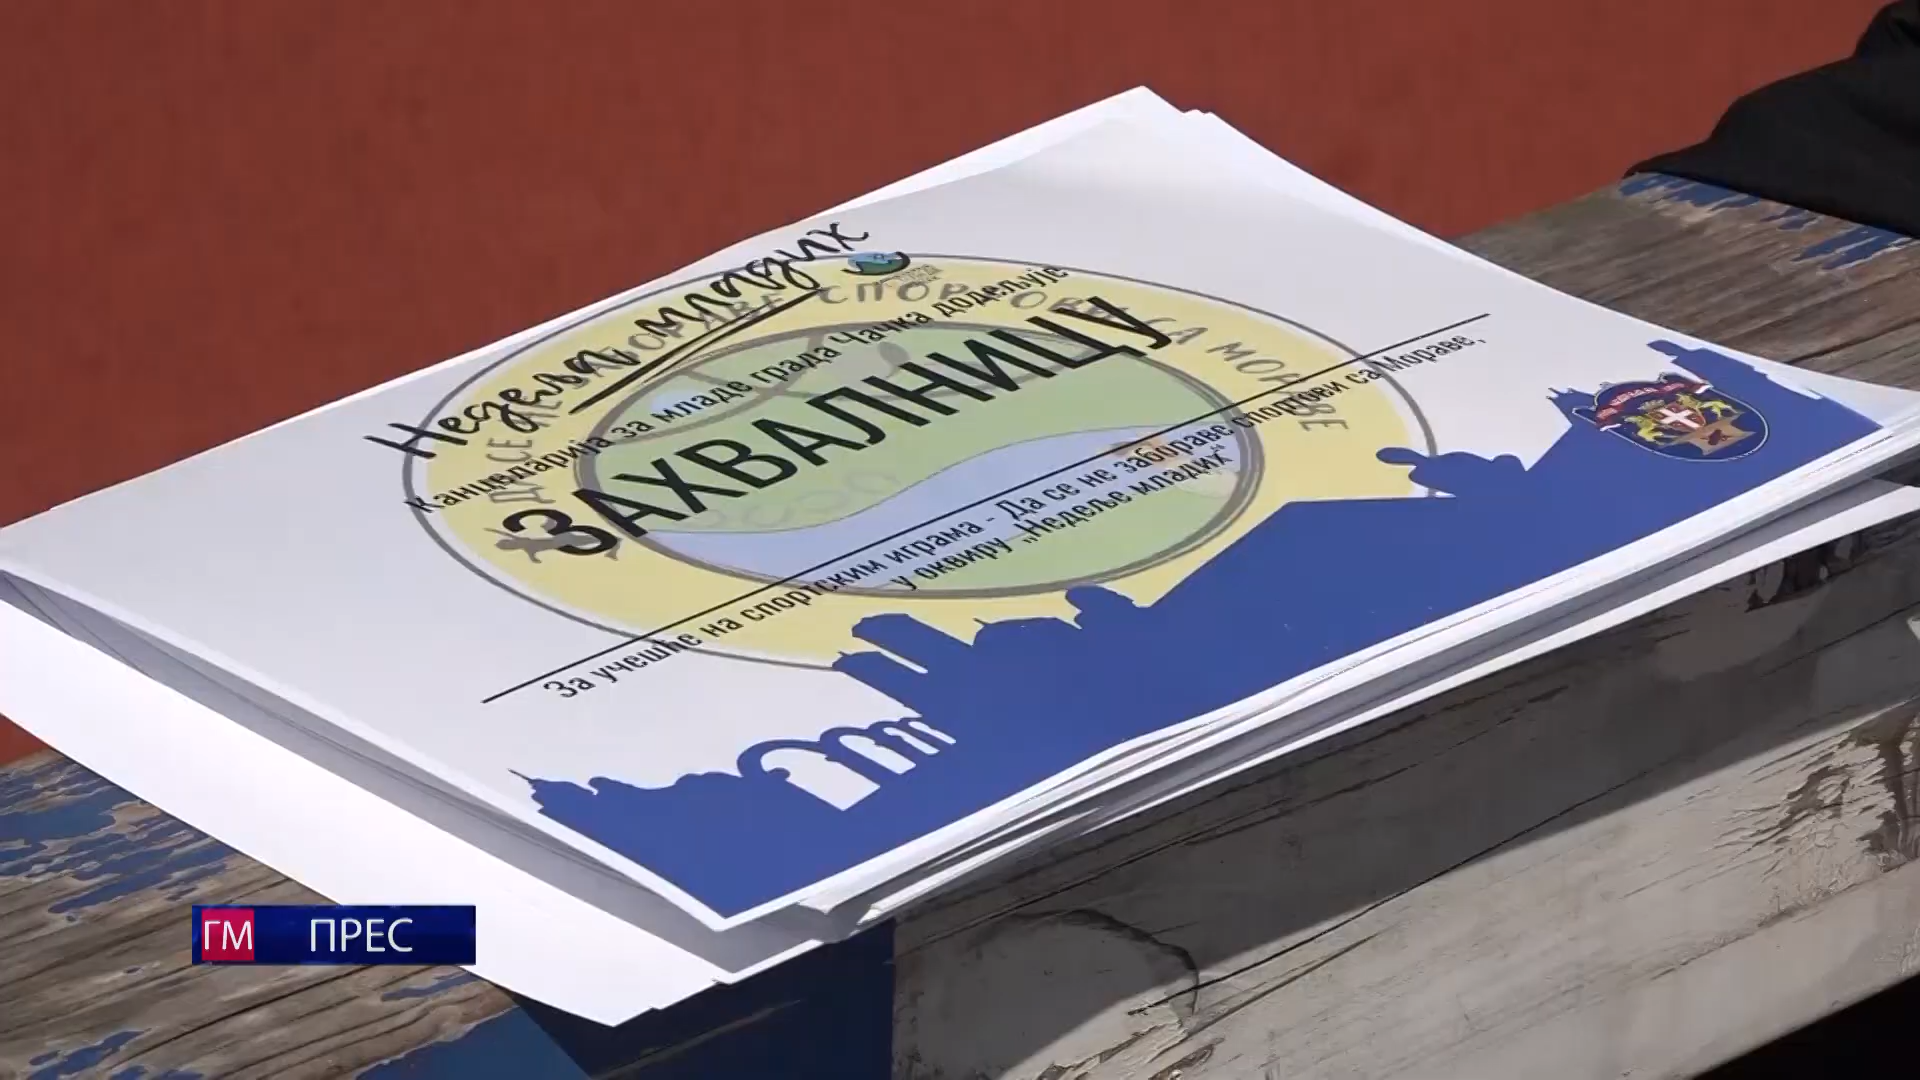 Недеља младих
Канцеларија за младе града Чачка додељује
ЗАХВАЛНИЦУ
За учешће на спортским играма - Да се не забораве спортови са Мораве,
у оквиру „Недеље младих“
ГМ ПРЕС